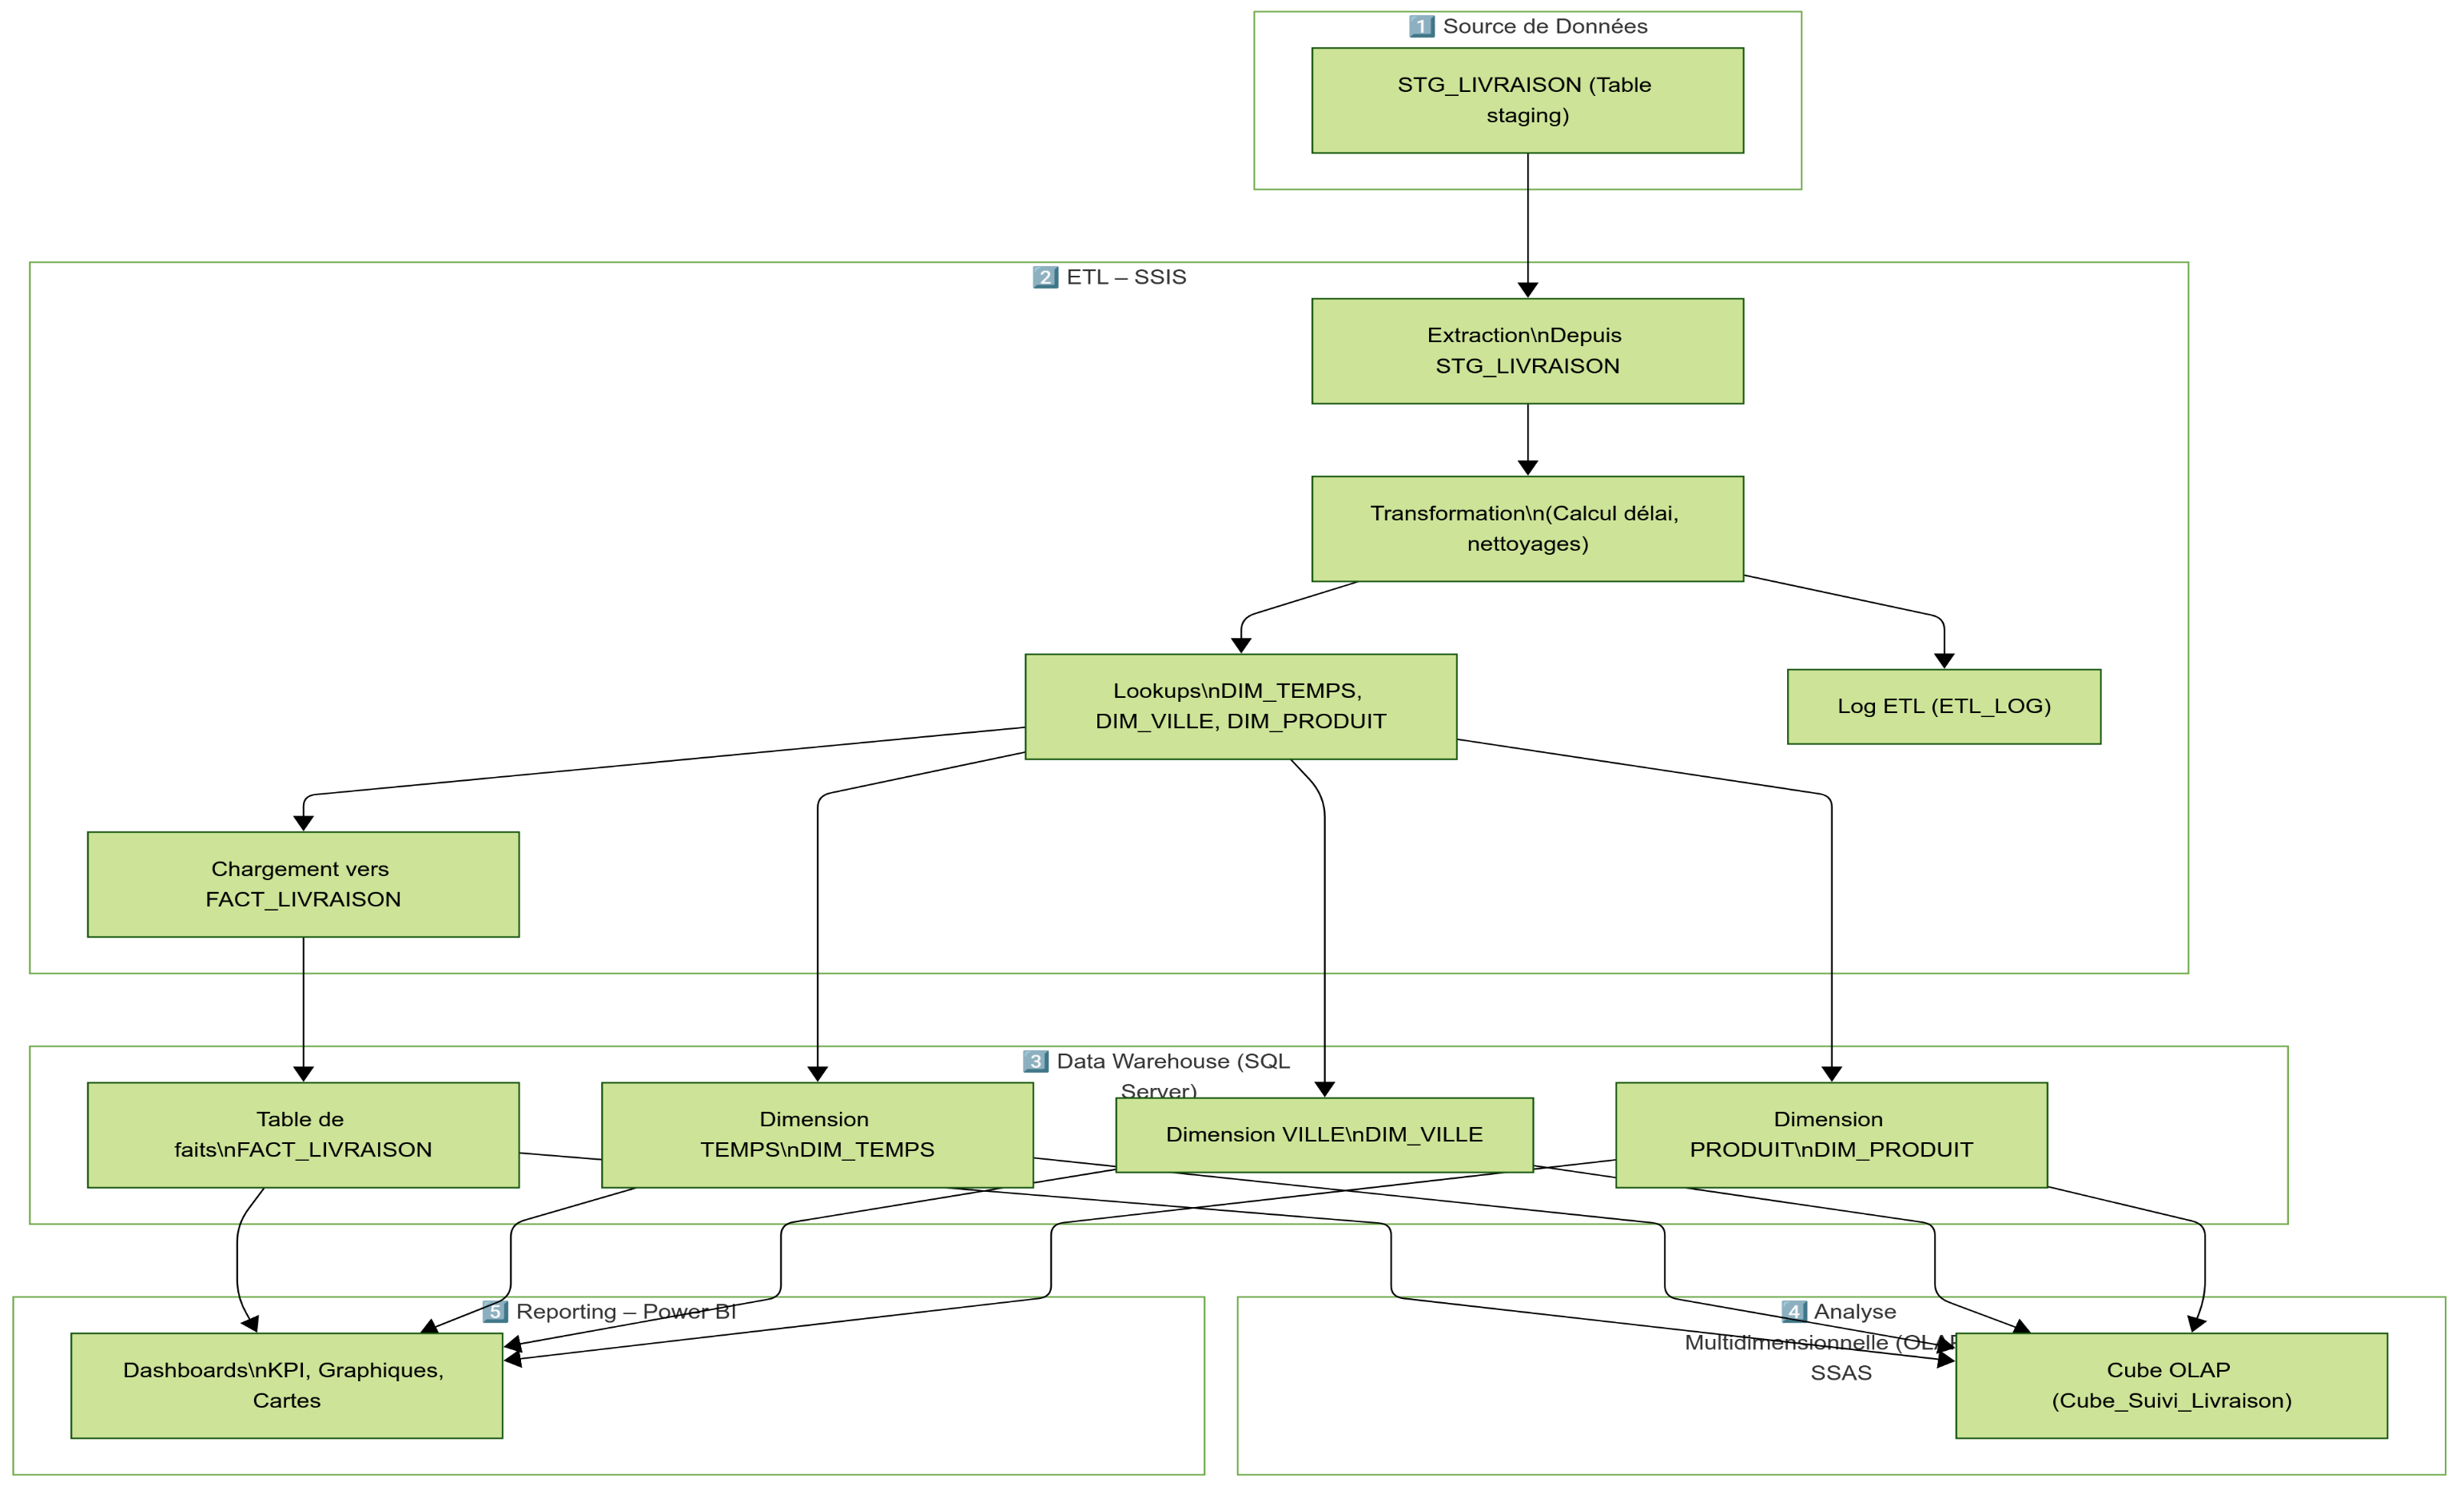 1 Source de Données
STG_LIVRAISON (Table
staging)
2 ETL – SSIS
Extraction\nDepuis
STG_LIVRAISON
Transformation\n(Calcul délai,
nettoyages)
Lookups\nDIM_TEMPS,
DIM_VILLE, DIM_PRODUIT
Log ETL (ETL_LOG)
Chargement vers
FACT_LIVRAISON
3 Data Warehouse (SQL
Server)
Table de
faits\nFACT_LIVRAISON
Dimension
TEMPS\nDIM_TEMPS
Dimension VILLE\nDIM_VILLE
Dimension
PRODUIT\nDIM_PRODUIT
5 Reporting – Power BI
Dashboards\nKPI, Graphiques,
Cartes
4 Analyse
Multidimensionnelle (OLAP
SSAS
Cube OLAP
(Cube_Suivi_Livraison)